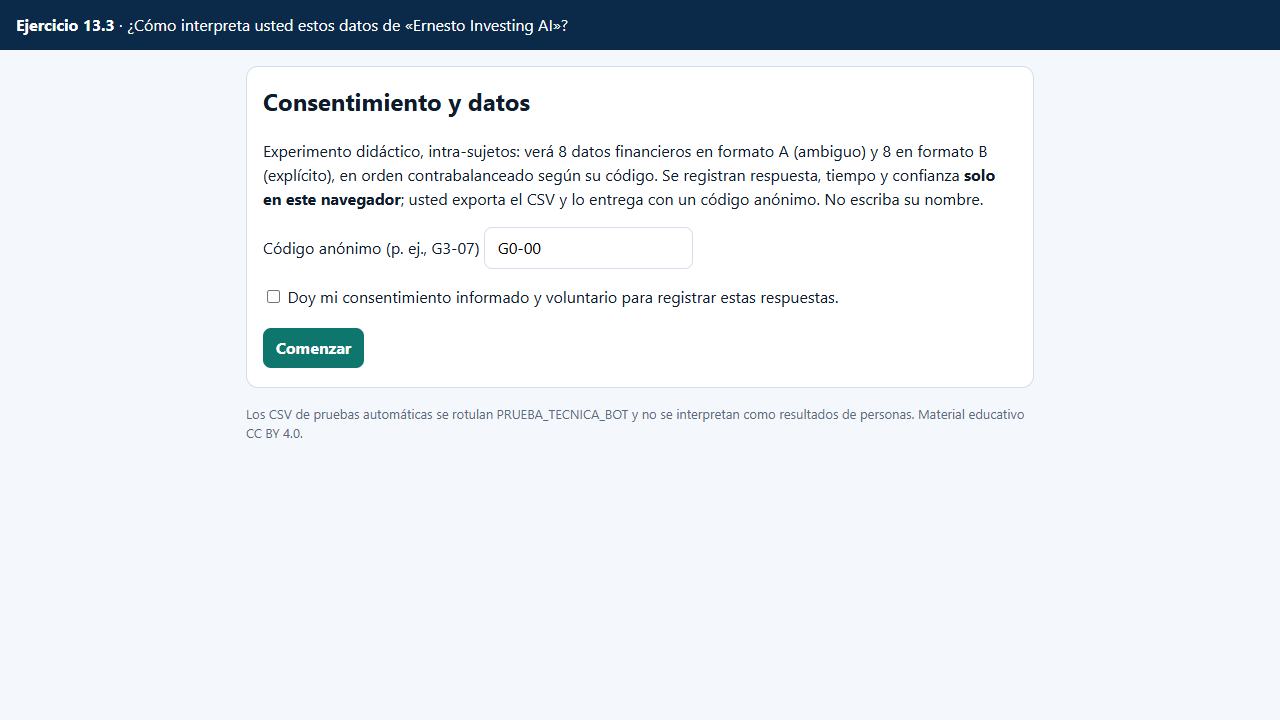 Ejercicio 13.3 · ¿Cómo interpreta usted estos datos de «Ernesto Investing AI»?
Consentimiento y datos
Experimento didáctico, intra-sujetos: verá 8 datos financieros en formato A (ambiguo) y 8 en formato B
(explícito), en orden contrabalanceado según su código. Se registran respuesta, tiempo y confianza solo
en este navegador; usted exporta el CSV y lo entrega con un código anónimo. No escriba su nombre.
Código anónimo (p. ej., G3-07) G0-00
Doy mi consentimiento informado y voluntario para registrar estas respuestas.
Comenzar
Los CSV de pruebas automáticas se rotulan PRUEBA_TECNICA_BOT y no se interpretan como resultados de personas. Material educativo
CC BY 4.0.